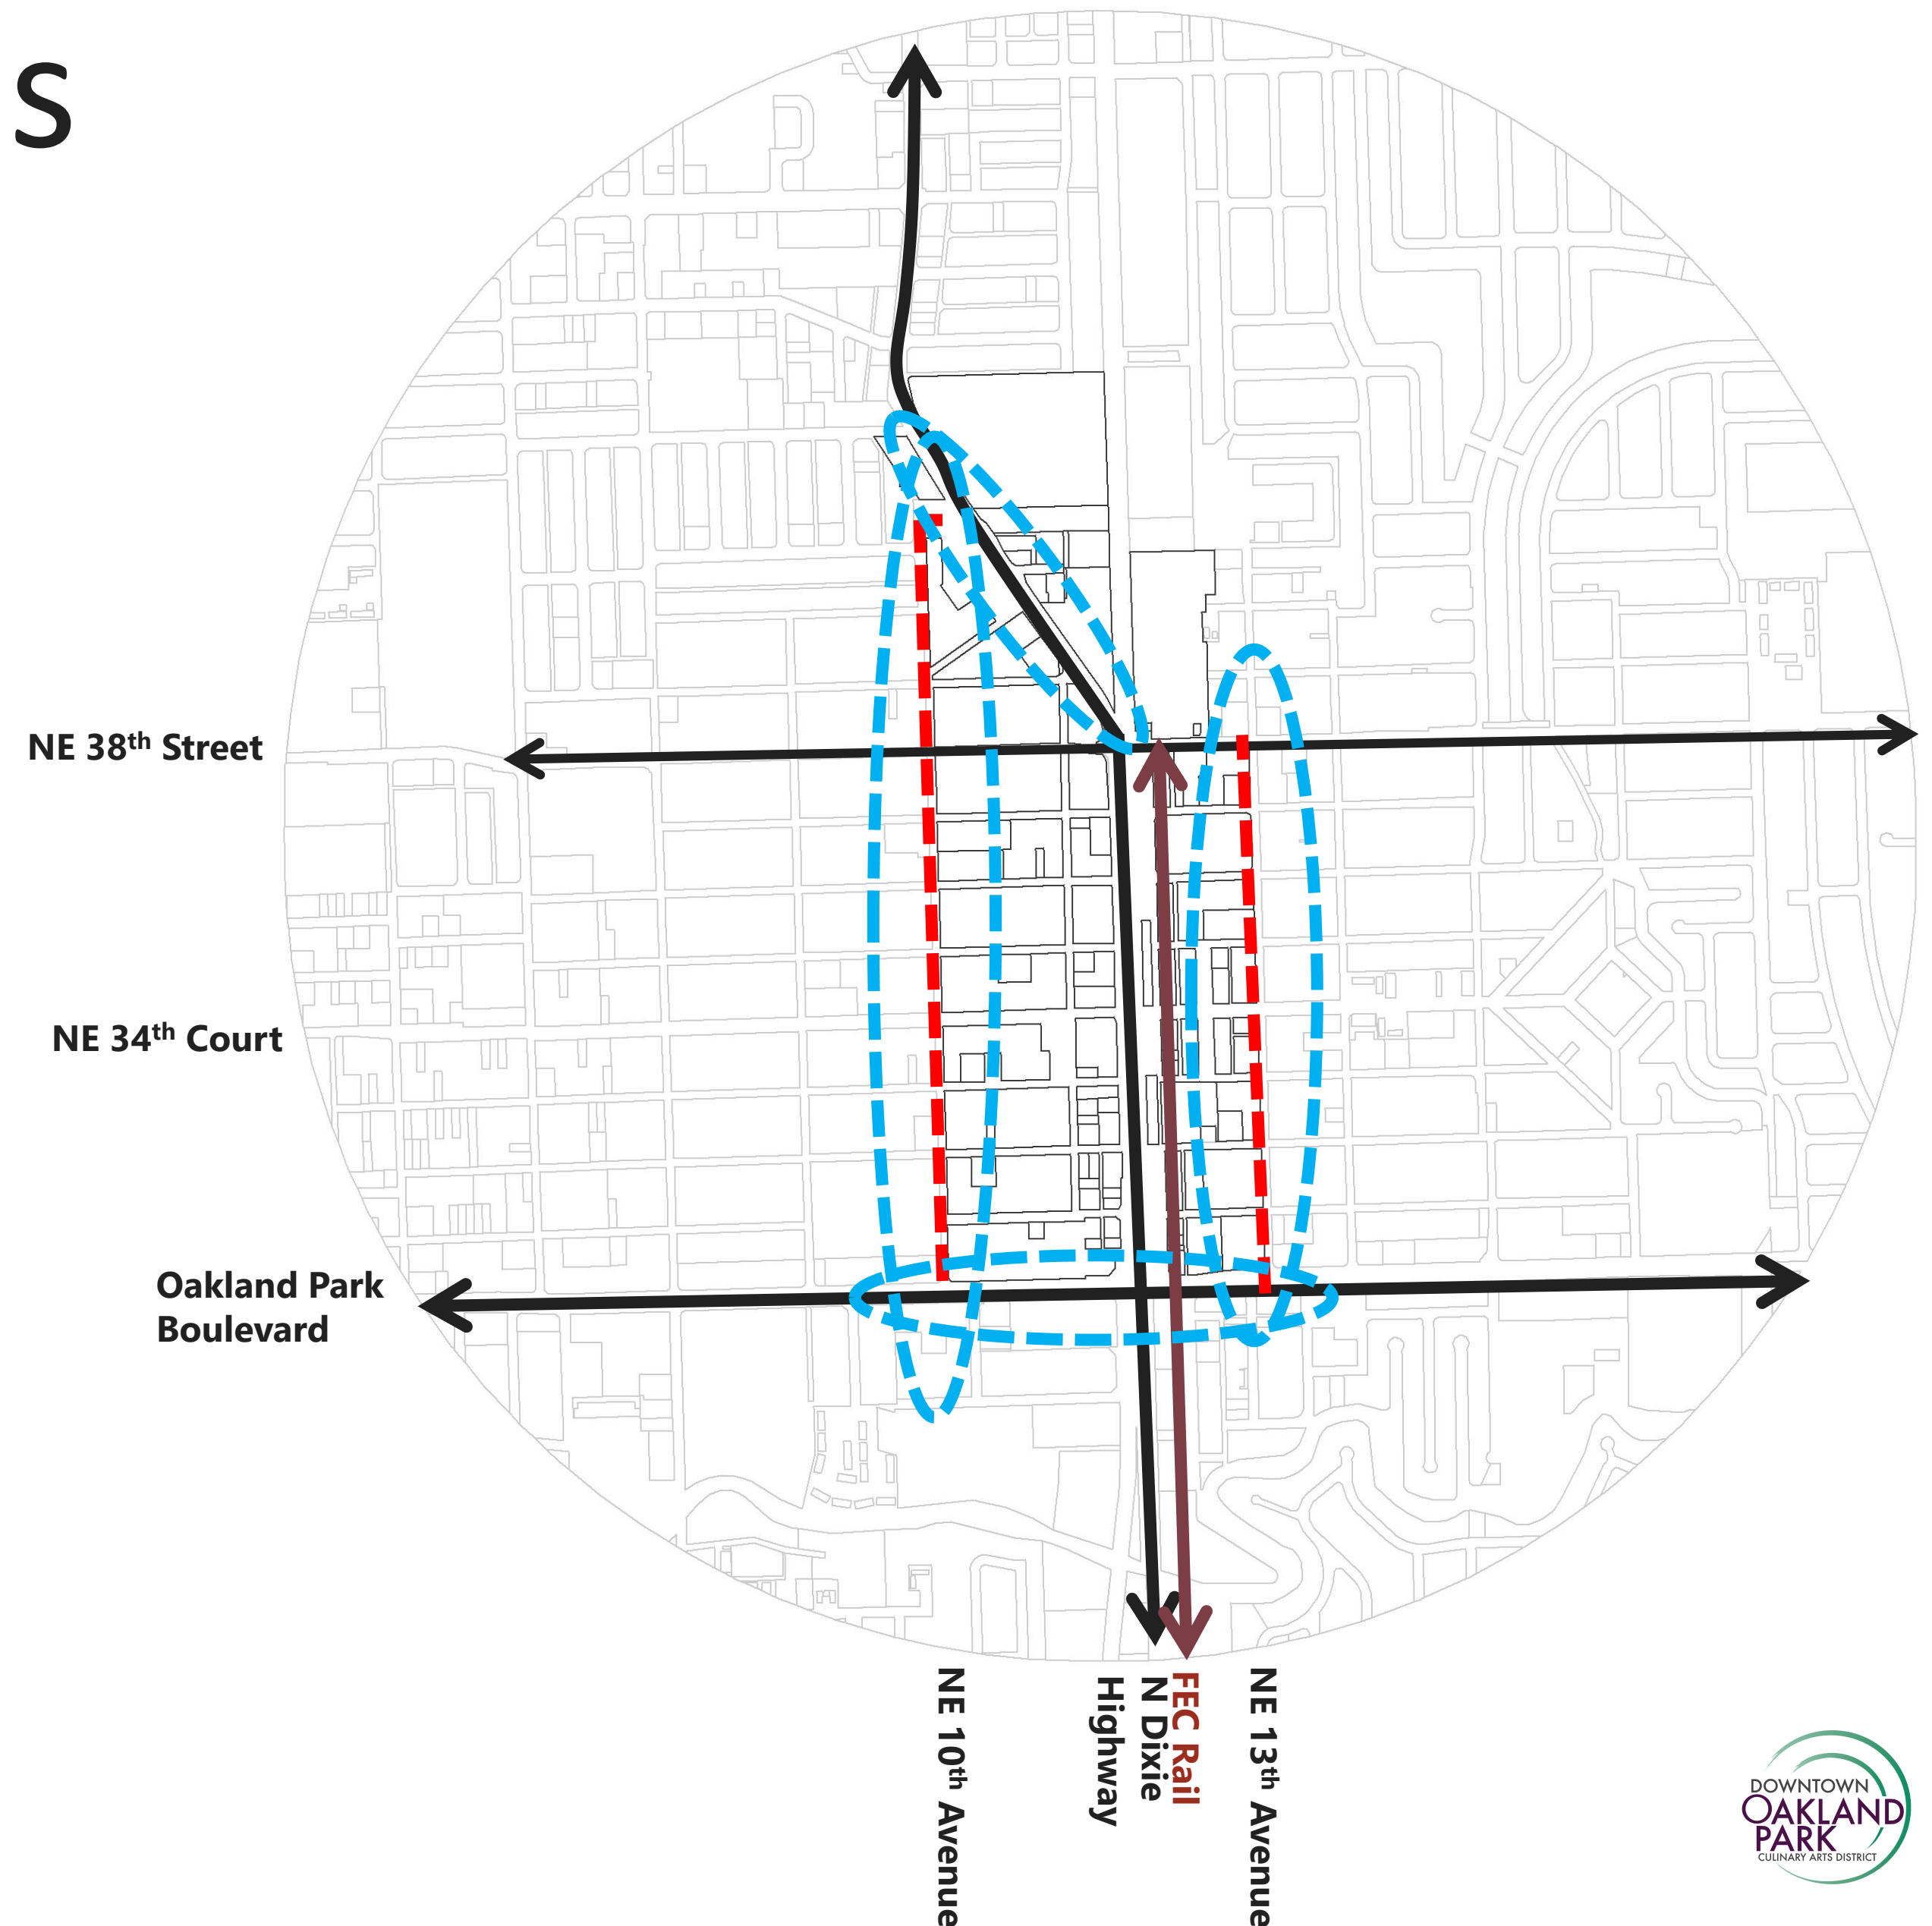 S
NE 38th Street
NE 34th Court
Oakland Park
Boulevard
NE 10th Avenue
N Dixie
Highway
FEC Rail
NE 13th Avenue
DOWNTOWN
OAKLAND
PARK
CULINARY ARTS DISTRICT